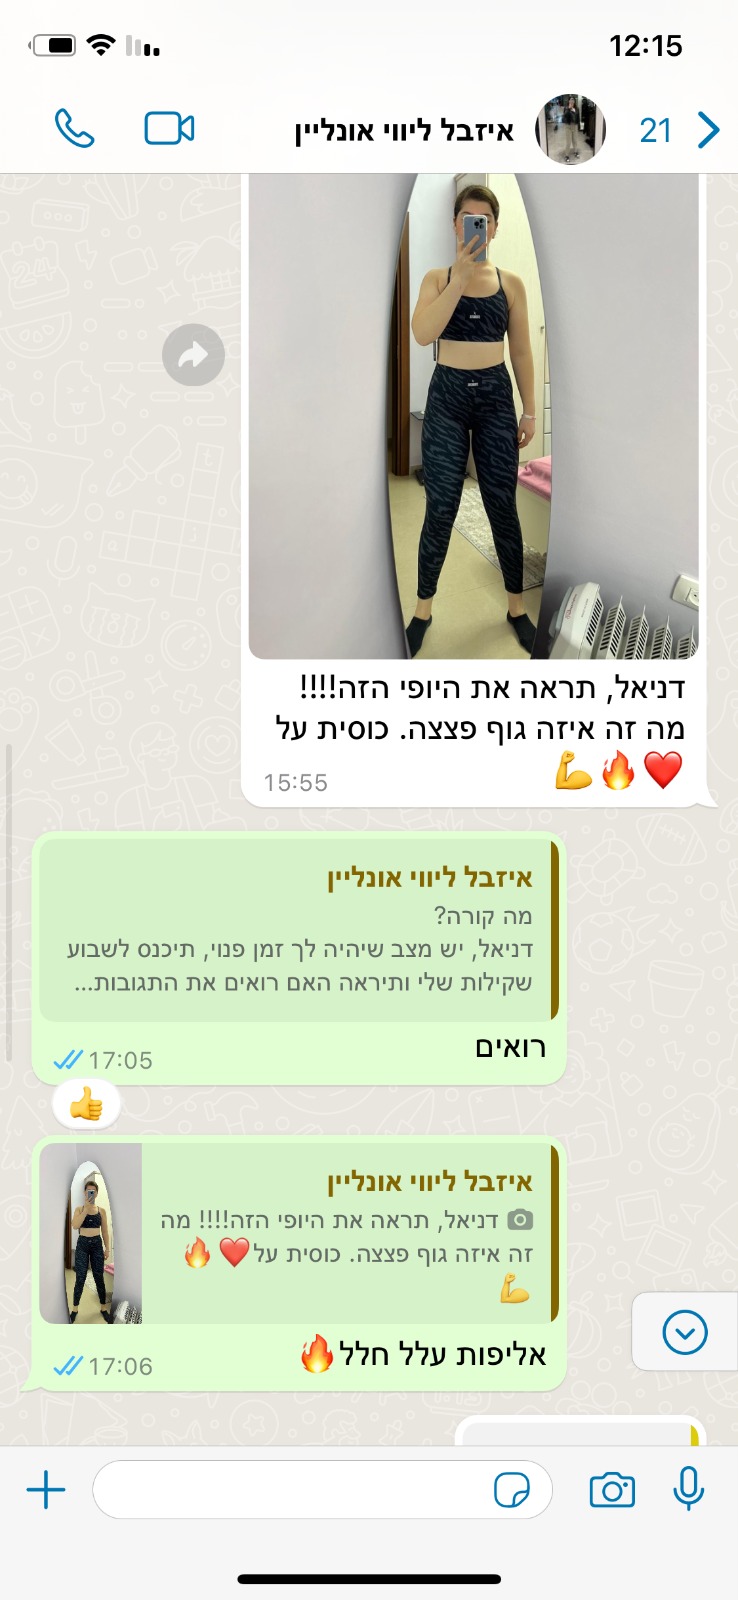 12:15
איזבל ליווי אונליין
21
דניאל, תראה את היופי הזה!!!!
מה זה איזה גוף פצצה. כוסית על
❤️🔥💪
15:55
איזבל ליווי אונליין
מה קורה?
דניאל, יש מצב שיהיה לך זמן פנוי, תיכנס לשבוע
שקילות שלי ותיראה האם רואים את התגובות...
רואים
17:05
👍
איזבל ליווי אונליין
דניאל, תראה את היופי הזה!!!! מה
זה איזה גוף פצצה. כוסית על❤️🔥
💪
אליפות עלל חלל🔥
17:06